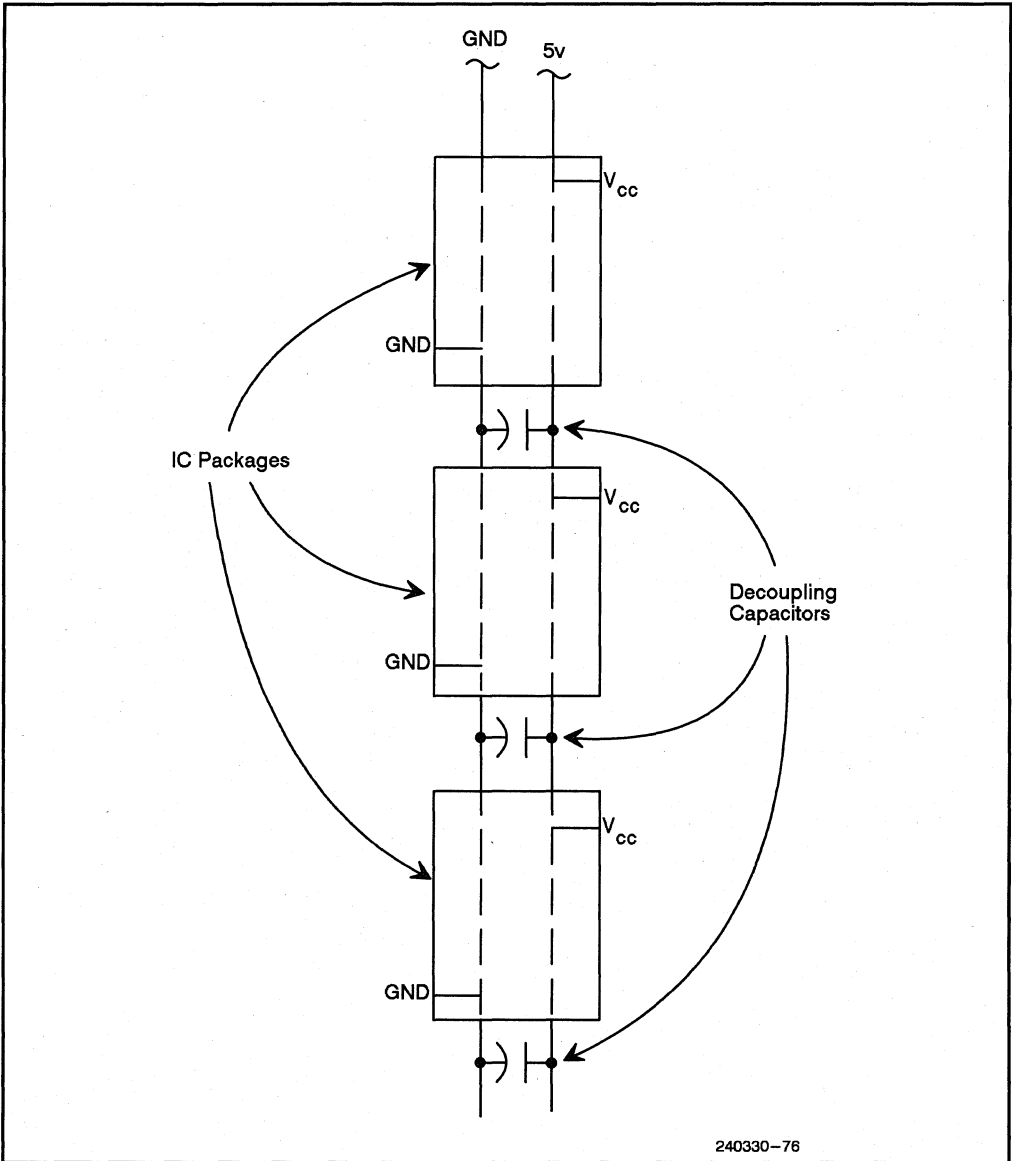 GND
5v
Vcc
GND
IC Packages
Vcc
Decoupling
Capacitors
GND
Vcc
GND
240330-76